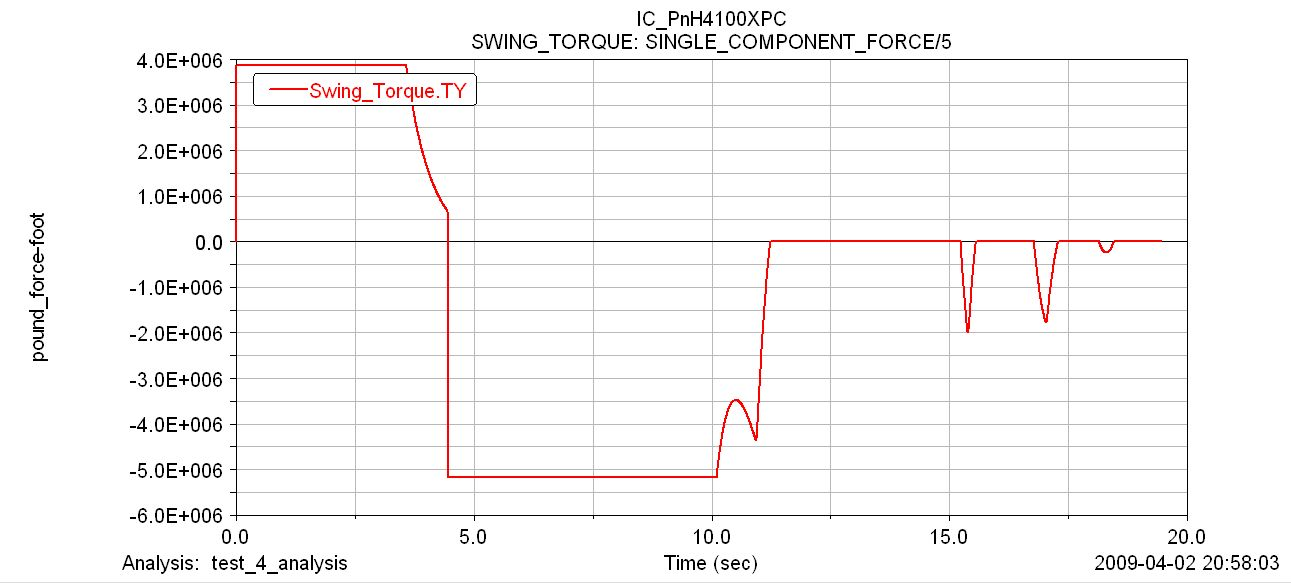 IC_PnH4100XPC
SWING_TORQUE: SINGLE_COMPONENT_FORCE/5
4.0E+006
Swing_Torque.TY
3.0E+006
2.0E+006
1.0E+006
0.0
-1.0E+006
-2.0E+006
-3.0E+006
-4.0E+006
-5.0E+006
-6.0E+006
pound_force-foot
0.0 5.0 10.0 15.0 20.0
Analysis: test_4_analysis Time (sec) 2009-04-02 20:58:03